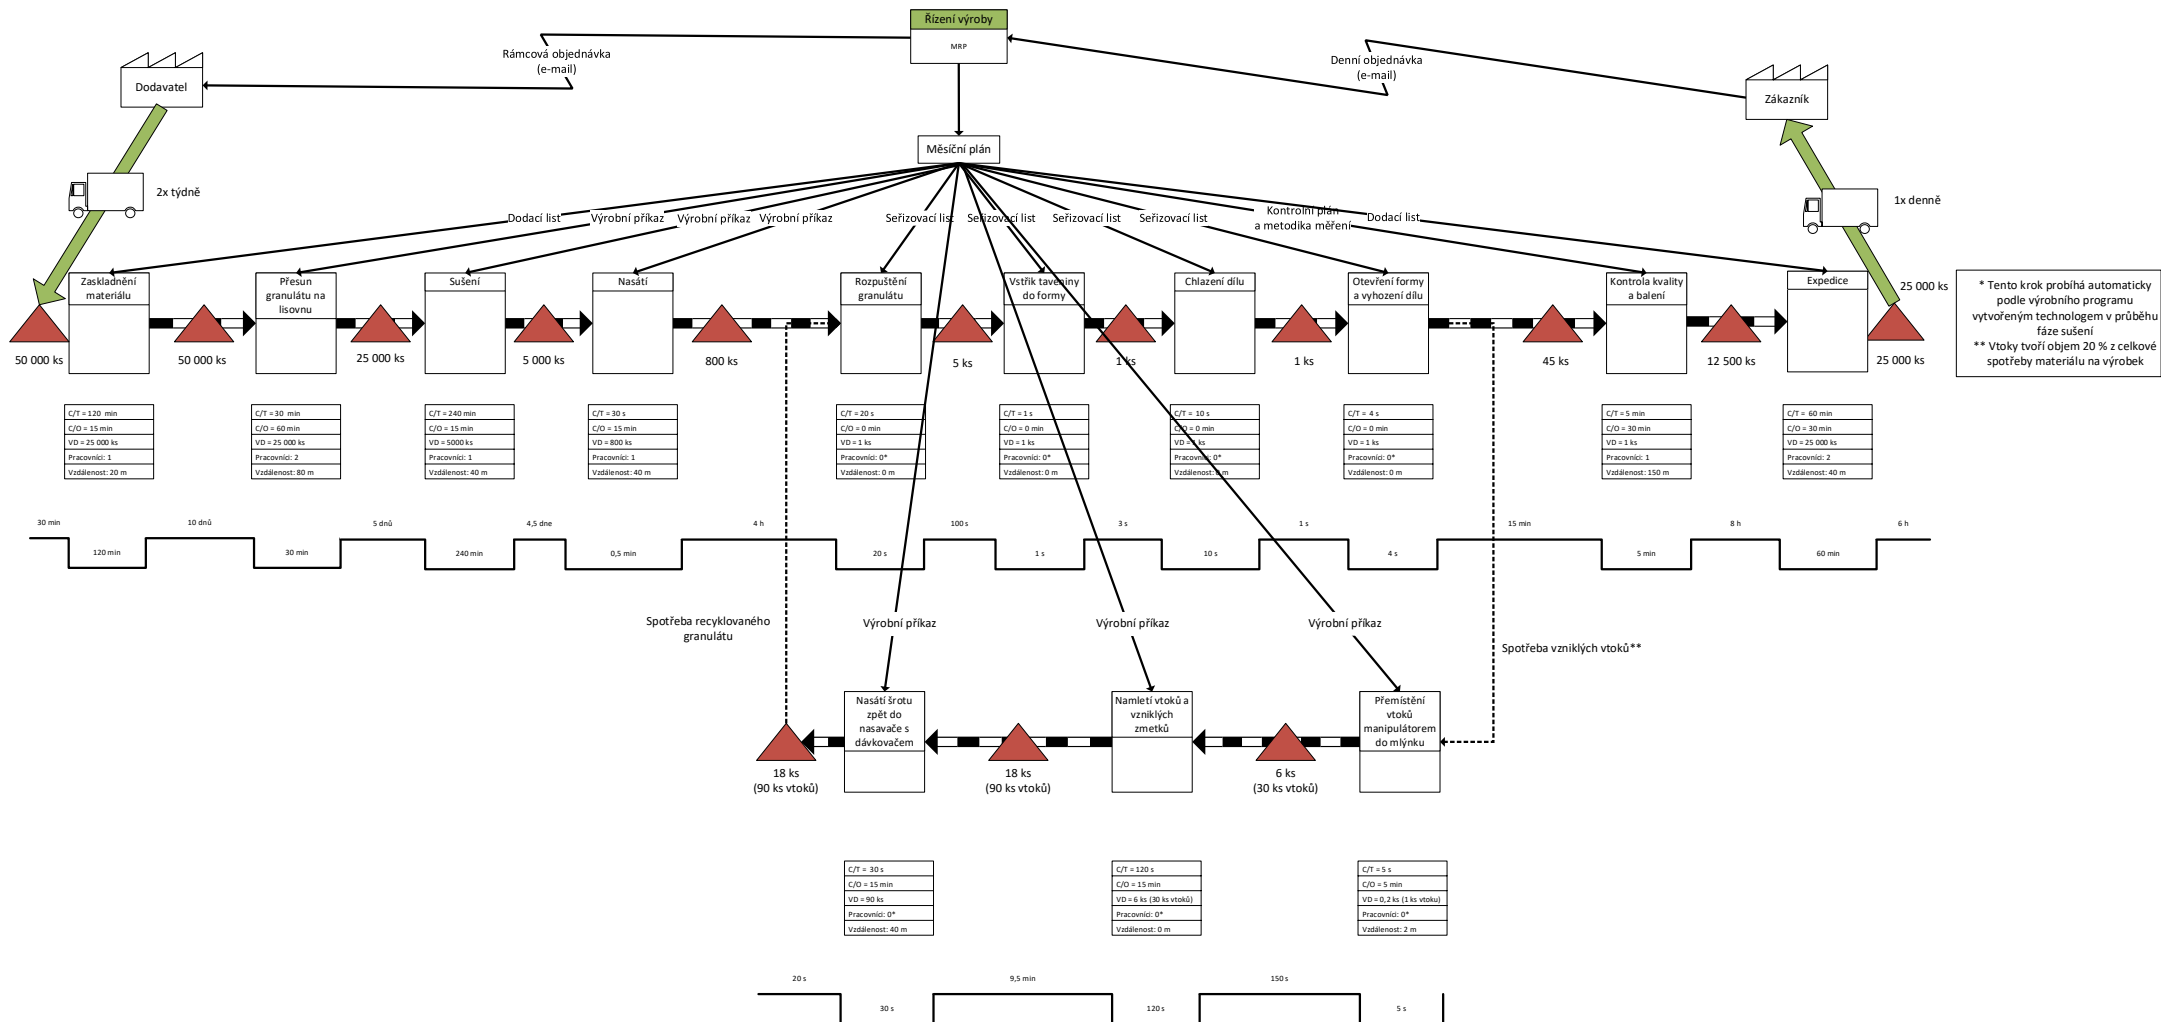 Řízení výroby
MRP
Rámcová objednávka
(e-mail)
Denní objednávka
(e-mail)
Dodavatel
Zákazník
Měsíční plán
2x týdně
1x denně
Dodací list
Výrobní příkaz
Výrobní příkaz
Výrobní příkaz
Seřizovací list
Seřizovací list
Seřizovací list
Seřizovací list
Kontrolní plán
a metodika měření
Dodací list
Zaskladnění
materiálu
Přesun
granulátu na
lisovnu
Sušení
Nasátí
Rozpuštění
granulátu
Vstřik taveniny
do formy
Chlazení dílu
Otevření formy
a vyhození dílu
Kontrola kvality
a balení
Expedice
25 000 ks
* Tento krok probíhá automaticky
podle výrobního programu
vytvořeným technologem v průběhu
fáze sušení
** Vtoky tvoří objem 20 % z celkové
spotřeby materiálu na výrobek
50 000 ks
50 000 ks
25 000 ks
5 000 ks
800 ks
5 ks
1 ks
1 ks
45 ks
12 500 ks
25 000 ks
C/T = 120 min
C/O = 15 min
VD = 25 000 ks
Pracovníci: 1
Vzdálenost: 20 m
C/T = 30 min
C/O = 60 min
VD = 25 000 ks
Pracovníci: 2
Vzdálenost: 80 m
C/T = 240 min
C/O = 15 min
VD = 5000 ks
Pracovníci: 1
Vzdálenost: 40 m
C/T = 30 s
C/O = 15 min
VD = 800 ks
Pracovníci: 1
Vzdálenost: 40 m
C/T = 20 s
C/O = 0 min
VD = 1 ks
Pracovníci: 0*
Vzdálenost: 0 m
C/T = 1 s
C/O = 0 min
VD = 1 ks
Pracovníci: 0*
Vzdálenost: 0 m
C/T = 10 s
C/O = 0 min
VD = 1 ks
Pracovníci: 0*
Vzdálenost: 0 m
C/T = 4 s
C/O = 0 min
VD = 1 ks
Pracovníci: 0*
Vzdálenost: 0 m
C/T = 5 min
C/O = 30 min
VD = 1 ks
Pracovníci: 1
Vzdálenost: 150 m
C/T = 60 min
C/O = 30 min
VD = 25 000 ks
Pracovníci: 2
Vzdálenost: 40 m
30 min
10 dnů
5 dnů
4,5 dne
4 h
100 s
3 s
1 s
15 min
8 h
6 h
120 min
30 min
240 min
0,5 min
20 s
1 s
10 s
4 s
5 min
60 min
Spotřeba recyklovaného
granulátu
Výrobní příkaz
Výrobní příkaz
Výrobní příkaz
Spotřeba vzniklých vtoků**
Nasátí šrotu
zpět do
nasavače s
dávkovačem
Namletí vtoků a
vzniklých
zmetků
Přemístění
vtoků
manipulátorem
do mlýnku
18 ks
(90 ks vtoků)
18 ks
(90 ks vtoků)
6 ks
(30 ks vtoků)
C/T = 30 s
C/O = 15 min
VD = 90 ks
Pracovníci: 0*
Vzdálenost: 40 m
C/T = 120 s
C/O = 15 min
VD = 6 ks (30 ks vtoků)
Pracovníci: 0*
Vzdálenost: 0 m
C/T = 5 s
C/O = 5 min
VD = 0,2 ks (1 ks vtoku)
Pracovníci: 0*
Vzdálenost: 2 m
20 s
9,5 min
150 s
30 s
120 s
5 s